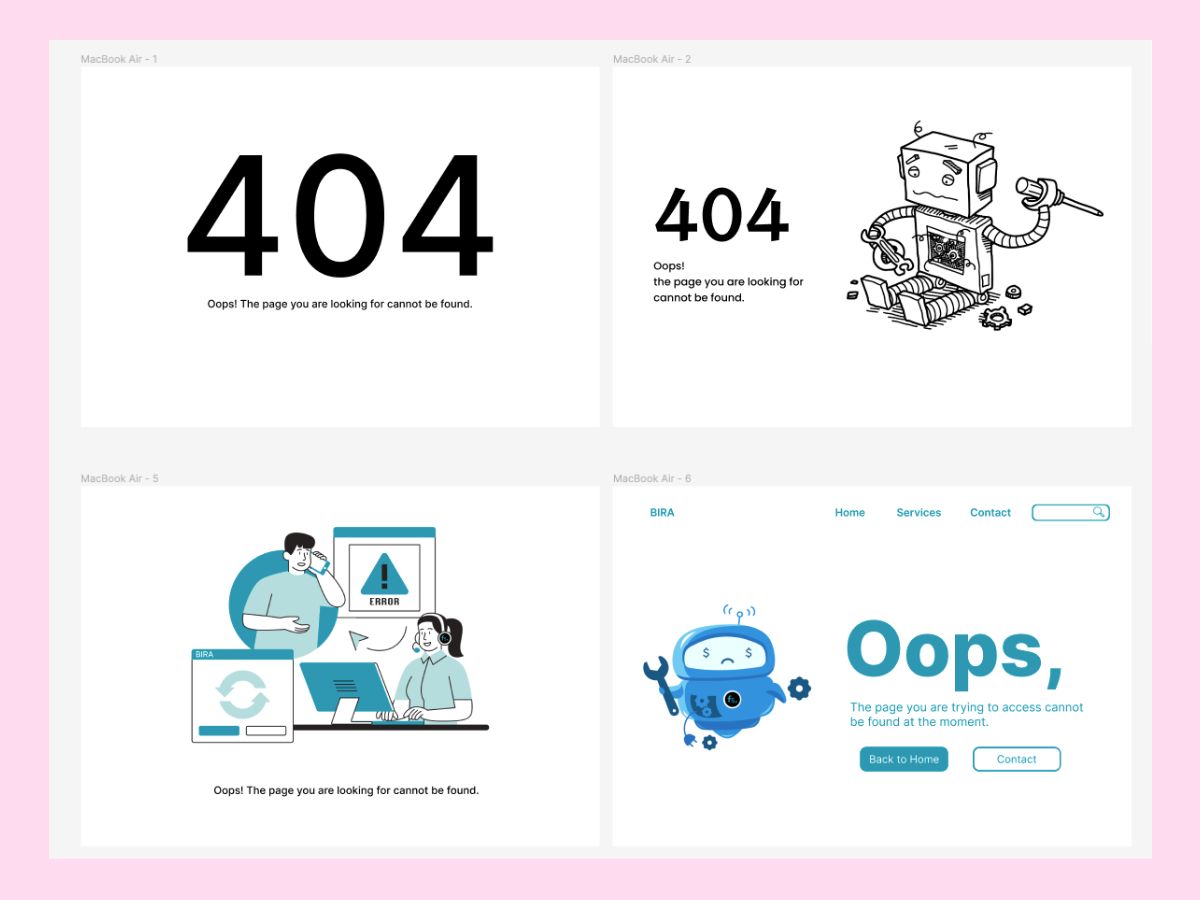 MacBook Air - 1
404
Oops! The page you are looking for cannot be found.
MacBook Air - 2
404
Oops!
the page you are looking for
cannot be found.
MacBook Air - 5
ERROR
BIRA
Oops! The page you are looking for cannot be found.
MacBook Air - 6
BIRA
Home
Services
Contact
$ $
Oops,
The page you are trying to access cannot
be found at the moment.
Back to Home
Contact